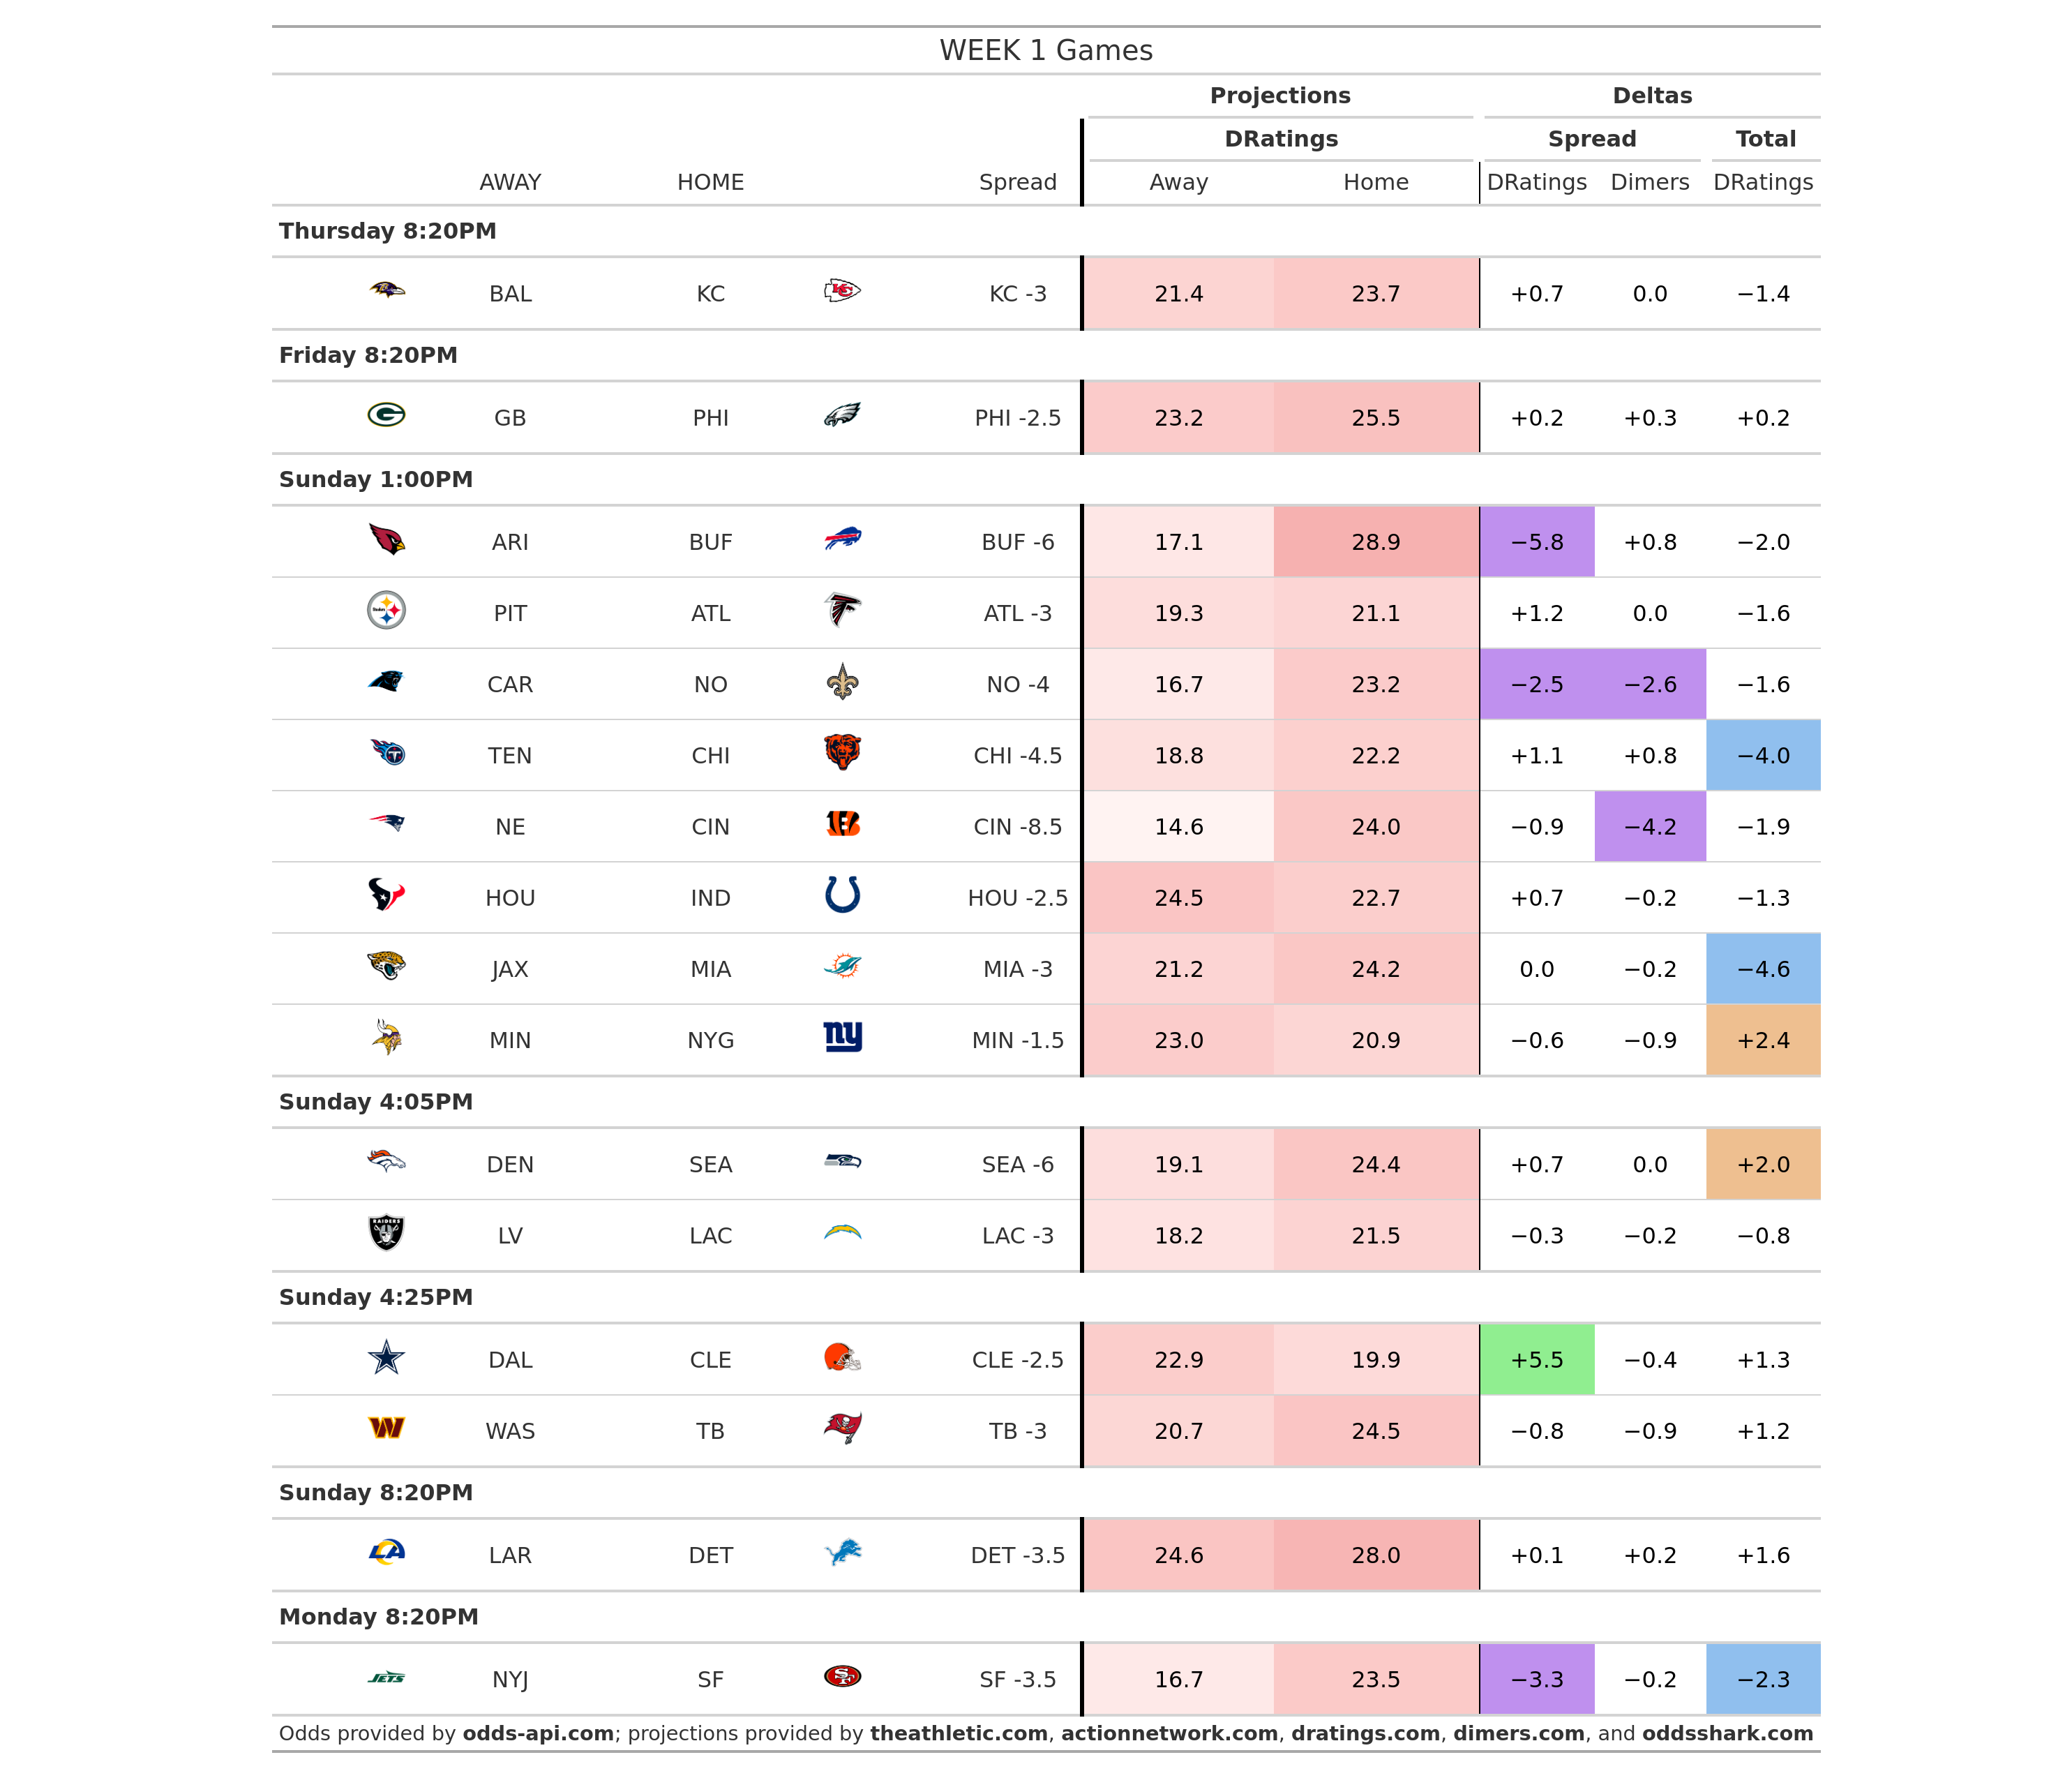 WEEK 1 Games
Projections Deltas
DRatings Spread Total
AWAY HOME Spread Away Home DRatings Dimers DRatings
Thursday 8:20PM
BAL KC KC -3 21.4 23.7 +0.7 0.0 −1.4
Friday 8:20PM
GB PHI PHI -2.5 23.2 25.5 +0.2 +0.3 +0.2
Sunday 1:00PM
ARI BUF BUF -6 17.1 28.9 −5.8 +0.8 −2.0
PIT ATL ATL -3 19.3 21.1 +1.2 0.0 −1.6
CAR NO NO -4 16.7 23.2 −2.5 −2.6 −1.6
TEN CHI CHI -4.5 18.8 22.2 +1.1 +0.8 −4.0
NE CIN CIN -8.5 14.6 24.0 −0.9 −4.2 −1.9
HOU IND HOU -2.5 24.5 22.7 +0.7 −0.2 −1.3
JAX MIA MIA -3 21.2 24.2 0.0 −0.2 −4.6
MIN NYG ny MIN -1.5 23.0 20.9 −0.6 −0.9 +2.4
Sunday 4:05PM
DEN SEA SEA -6 19.1 24.4 +0.7 0.0 +2.0
RAIDERS LV LAC LAC -3 18.2 21.5 −0.3 −0.2 −0.8
Sunday 4:25PM
DAL CLE CLE -2.5 22.9 19.9 +5.5 −0.4 +1.3
W WAS TB TB -3 20.7 24.5 −0.8 −0.9 +1.2
Sunday 8:20PM
LA LAR DET DET -3.5 24.6 28.0 +0.1 +0.2 +1.6
Monday 8:20PM
JETS NYJ SF SF SF -3.5 16.7 23.5 −3.3 −0.2 −2.3
Odds provided by odds-api.com; projections provided by theathletic.com, actionnetwork.com, dratings.com, dimers.com, and oddsshark.com